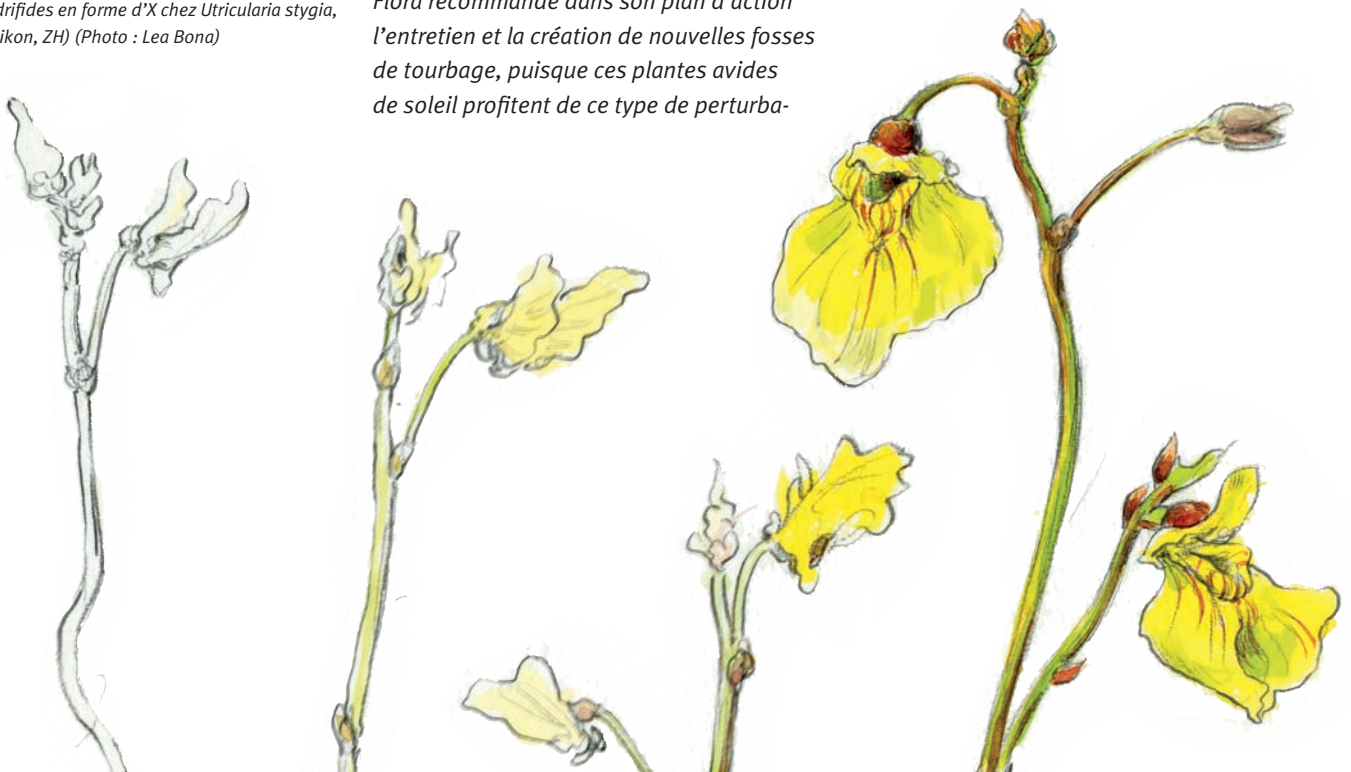 drifides en forme d'X chez Utricularia stygia,
ikon, ZH) (Photo : Lea Bona)
Flora recommande dans son plan d'action
l'entretien et la création de nouvelles fosses
de tourbage, puisque ces plantes avides
de soleil profitent de ce type de perturba-